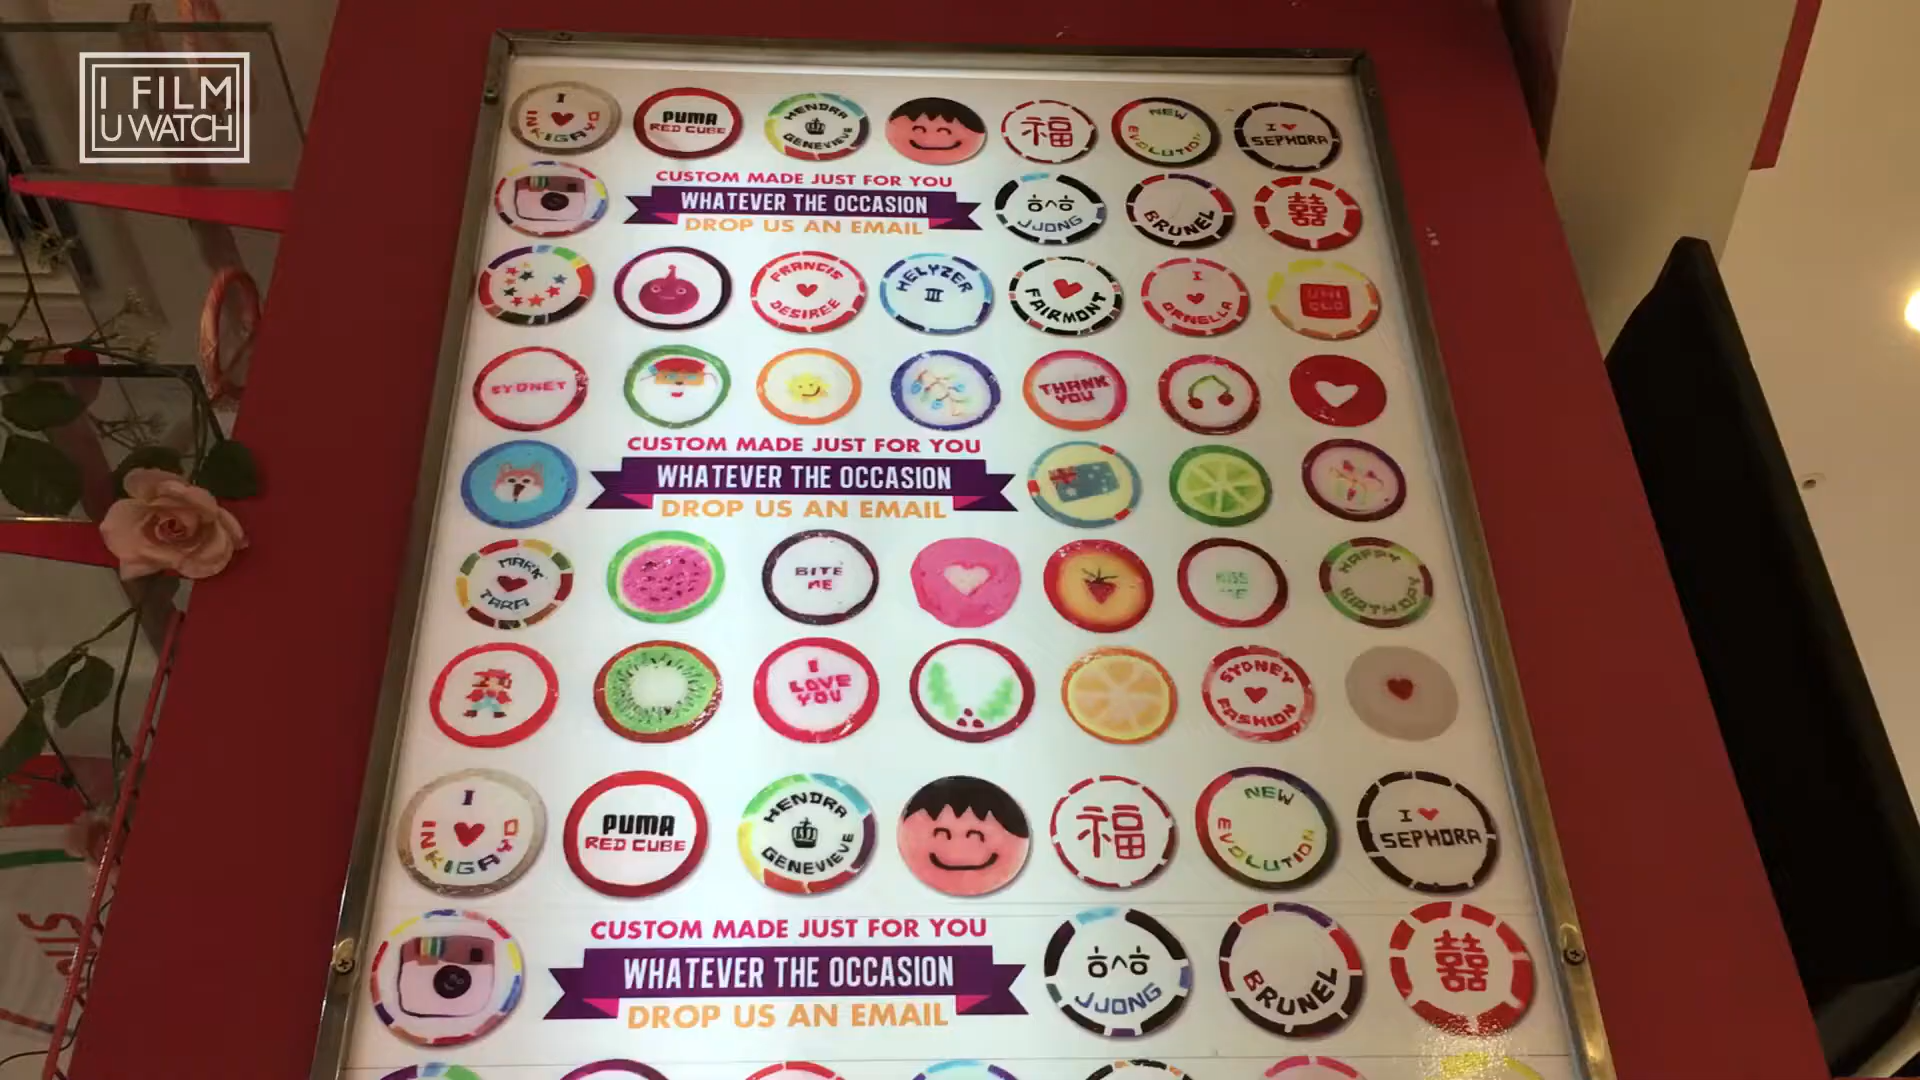 I FILM
U WATCH
I
INKIGAYO
PUMA
RED CUBE
HENDRA
GENEVIEVE
福
NEW
EVOLUTION
I
SEPHORA
CUSTOM MADE JUST FOR YOU
WHATEVER THE OCCASION
DROP US AN EMAIL
ㅎㅅㅎ
JJONG
BRUNEL
囍
FRANCIS
DESIREE
HELYZER
III
FAIRMONT
I
ORNELLA
UNI
QLO
SYDNEY
THANK
YOU
CUSTOM MADE JUST FOR YOU
WHATEVER THE OCCASION
DROP US AN EMAIL
MARK
TARA
BITE
ME
KISS
ME
HAPPY
BIRTHDAY
I
LOVE
YOU
SYDNEY
FASHION
I
INKIGAYO
PUMA
RED CUBE
HENDRA
GENEVIEVE
福
NEW
EVOLUTION
I
SEPHORA
CUSTOM MADE JUST FOR YOU
WHATEVER THE OCCASION
DROP US AN EMAIL
ㅎㅅㅎ
JJONG
BRUNEL
囍